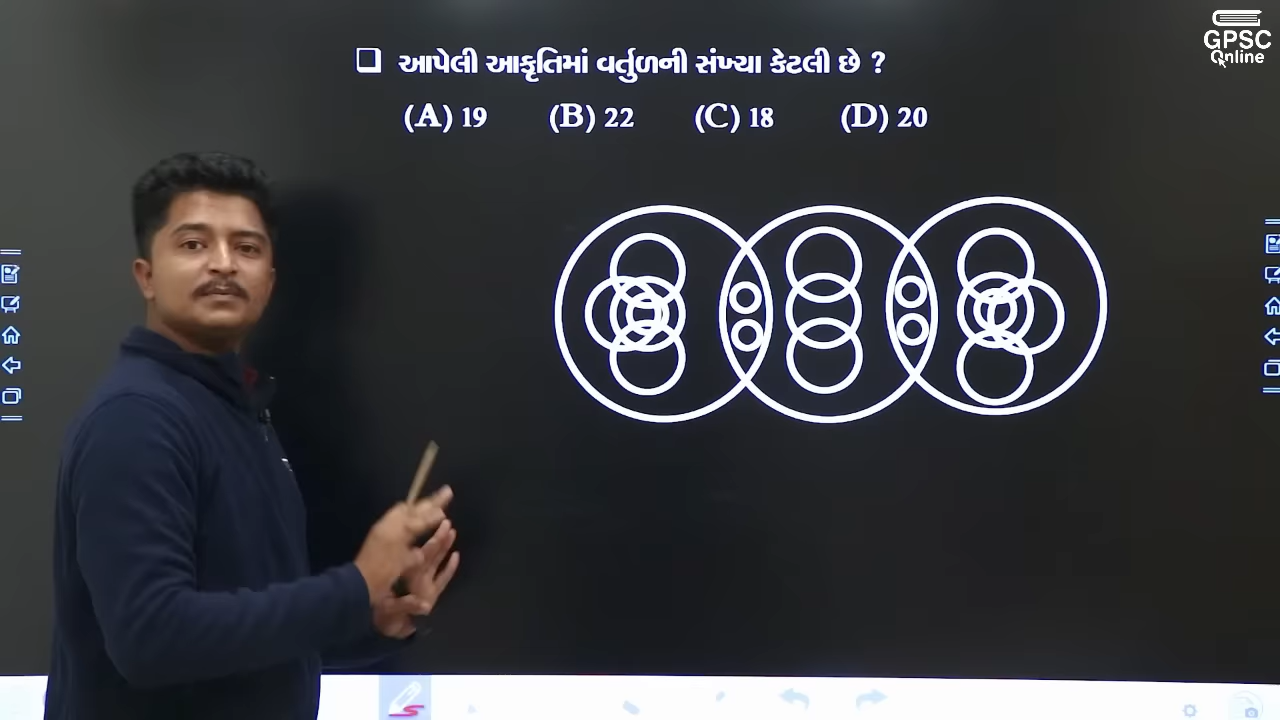 GPSC
Online
❑ આપેલી આકૃતિમાં વર્તુળની સંખ્યા કેટલી છે ?
(A) 19 (B) 22 (C) 18 (D) 20